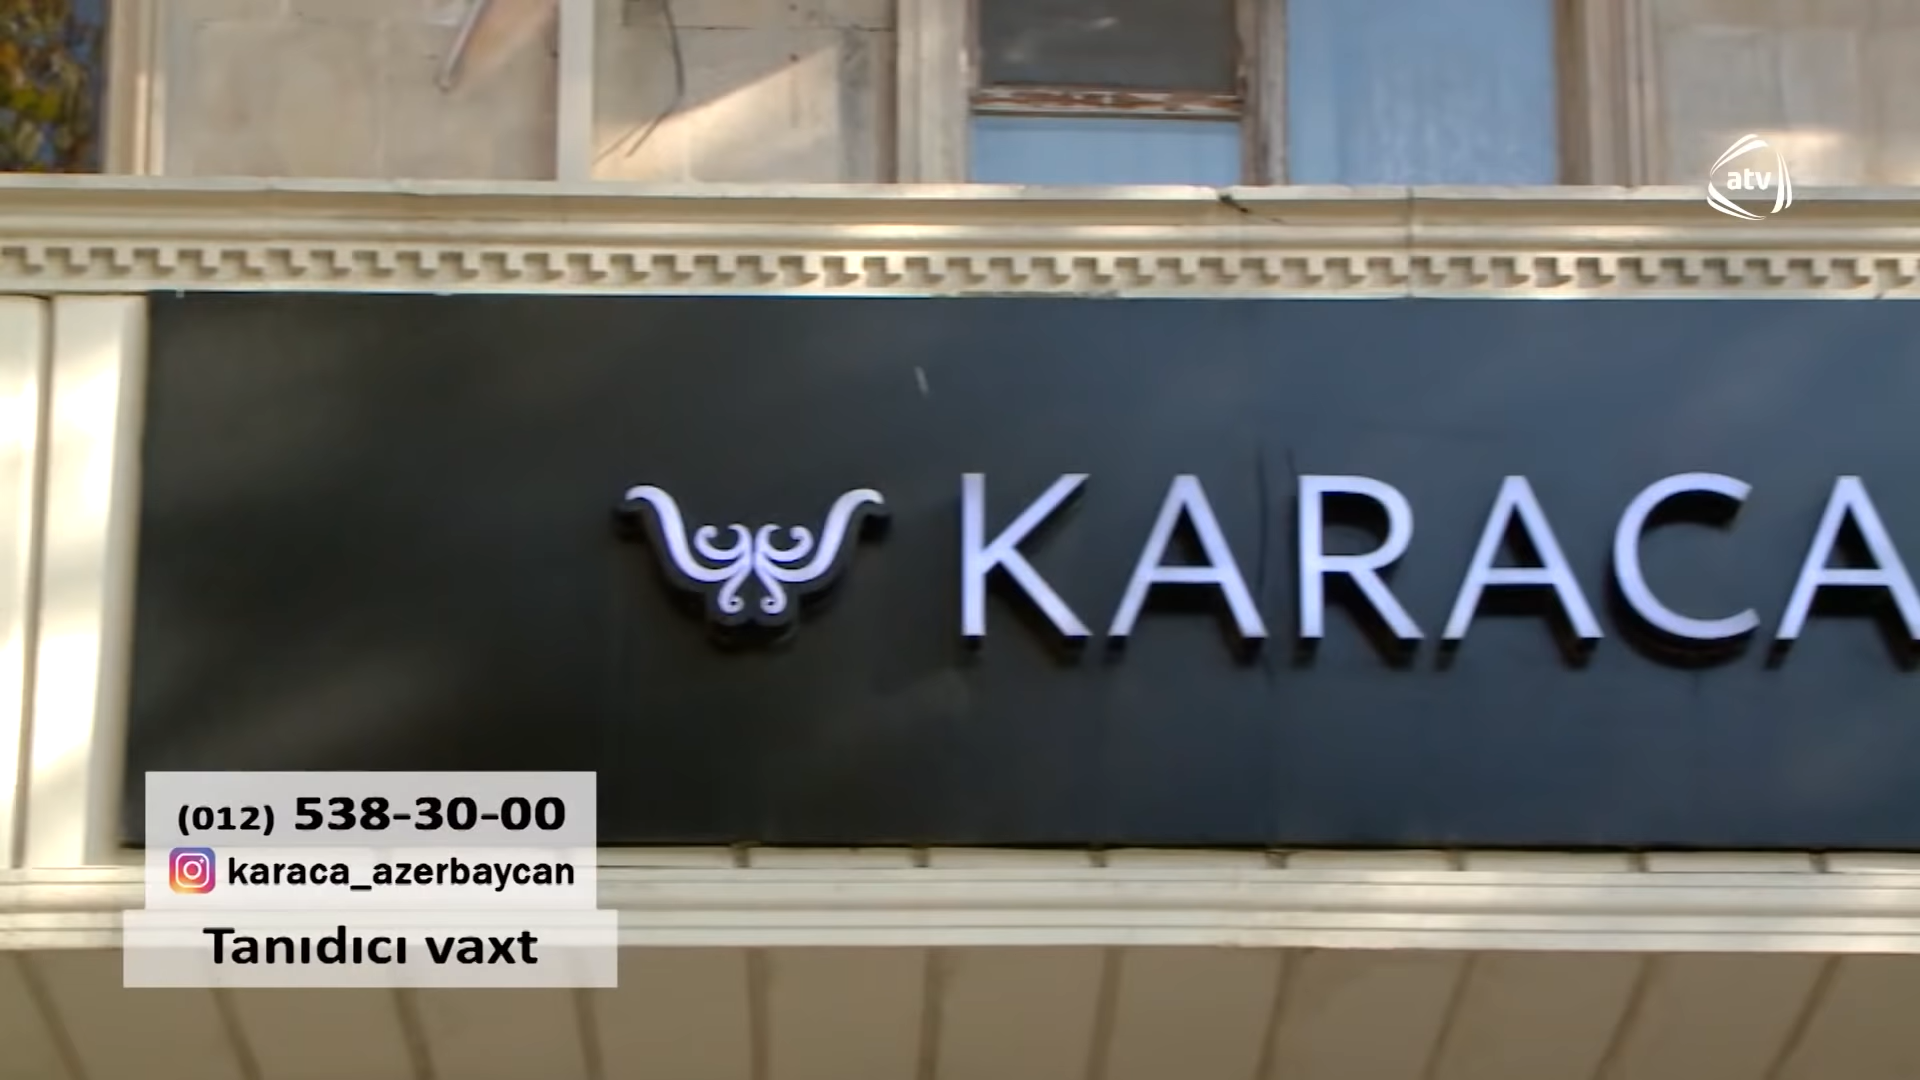 atv
KARACA
(012) 538-30-00
karaca_azerbaycan
Tanıdıcı vaxt